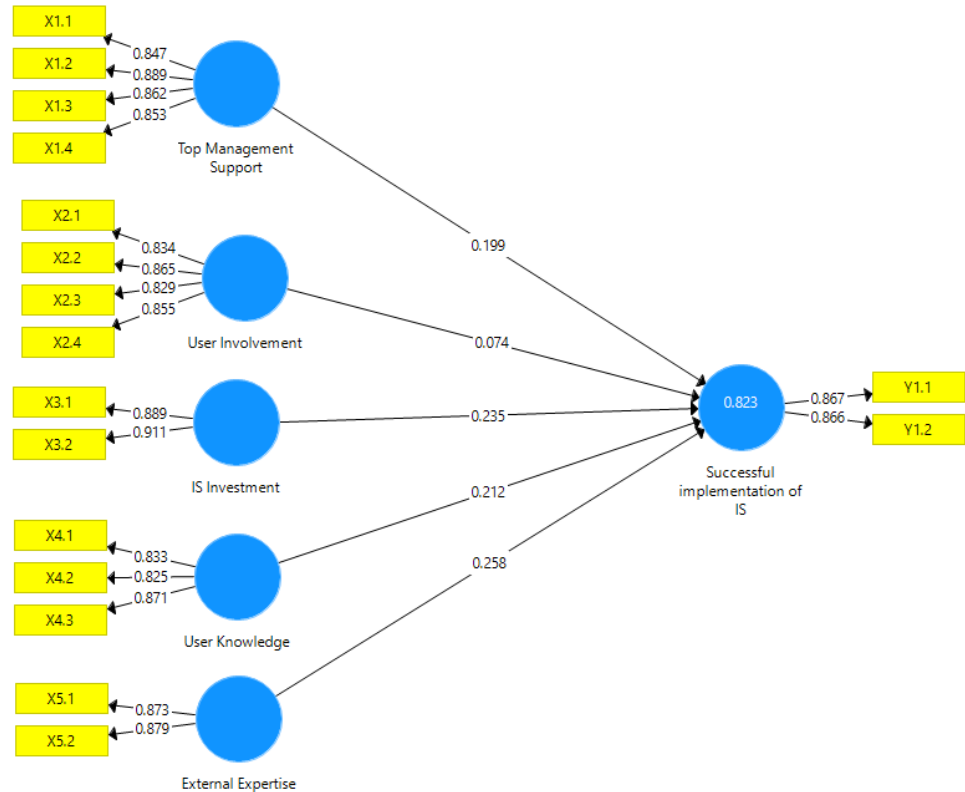 X1.1
0.847
X1.2
0.889
X1.3
0.862
0.853
X1.4
Top Management
Support
X2.1
0.834
X2.2
0.865
X2.3
0.829
0.855
X2.4
User Involvement
X3.1
0.889
X3.2
0.911
IS Investment
X4.1
0.833
X4.2
0.825
0.871
X4.3
User Knowledge
X5.1
0.873
0.879
X5.2
External Expertise
0.199
0.074
0.235
0.212
0.258
0.823
Successful
implementation of
IS
0.867
Y1.1
0.866
Y1.2